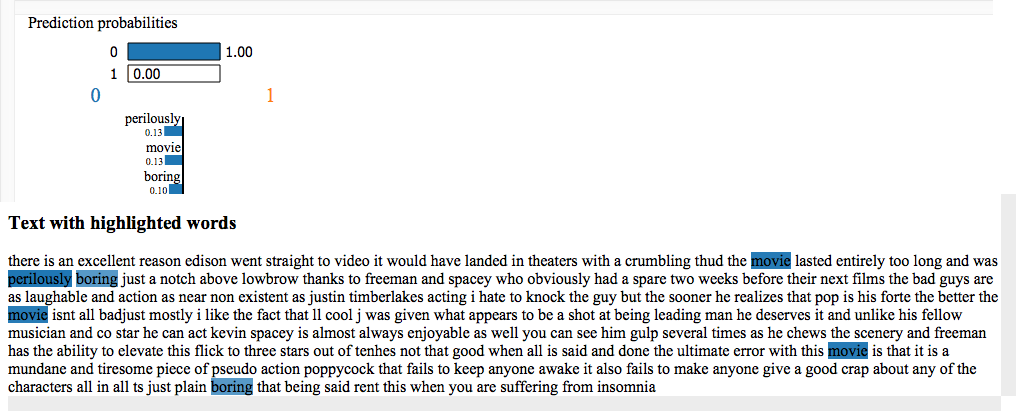 Prediction probabilities
0 1.00
1 0.00
0 1
perilously
0.13
movie
0.13
boring
0.10
Text with highlighted words
there is an excellent reason edison went straight to video it would have landed in theaters with a crumbling thud the movie lasted entirely too long and was
perilously boring just a notch above lowbrow thanks to freeman and spacey who obviously had a spare two weeks before their next films the bad guys are
as laughable and action as near non existent as justin timberlakes acting i hate to knock the guy but the sooner he realizes that pop is his forte the better the
movie isnt all badjust mostly i like the fact that ll cool j was given what appears to be a shot at being leading man he deserves it and unlike his fellow
musician and co star he can act kevin spacey is almost always enjoyable as well you can see him gulp several times as he chews the scenery and freeman
has the ability to elevate this flick to three stars out of tenhes not that good when all is said and done the ultimate error with this movie is that it is a
mundane and tiresome piece of pseudo action poppycock that fails to keep anyone awake it also fails to make anyone give a good crap about any of the
characters all in all ts just plain boring that being said rent this when you are suffering from insomnia